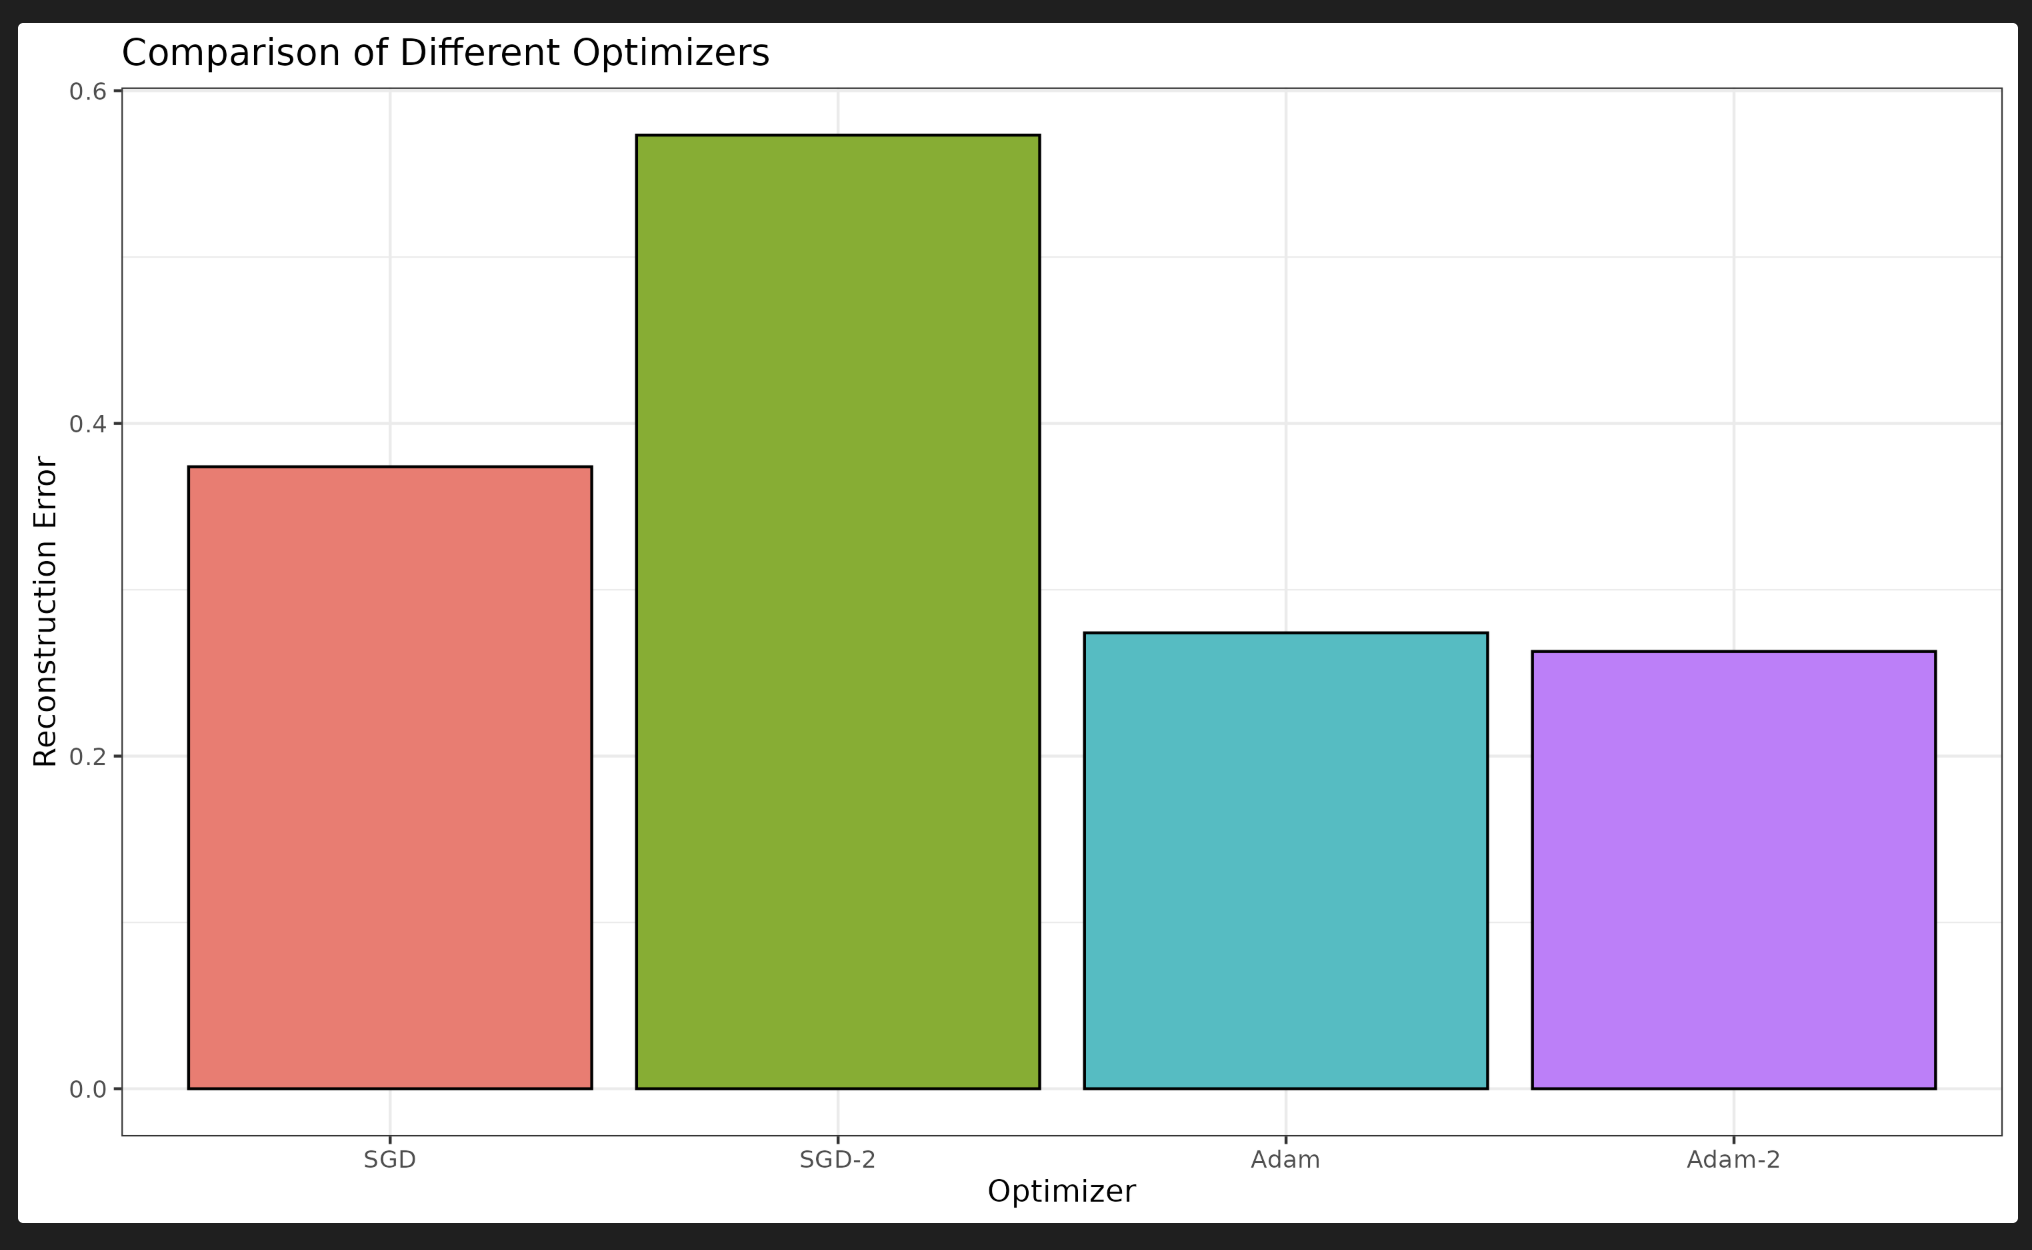 Comparison of Different Optimizers
0.6
0.4
0.2
0.0
Reconstruction Error
SGD
SGD-2
Adam
Adam-2
Optimizer